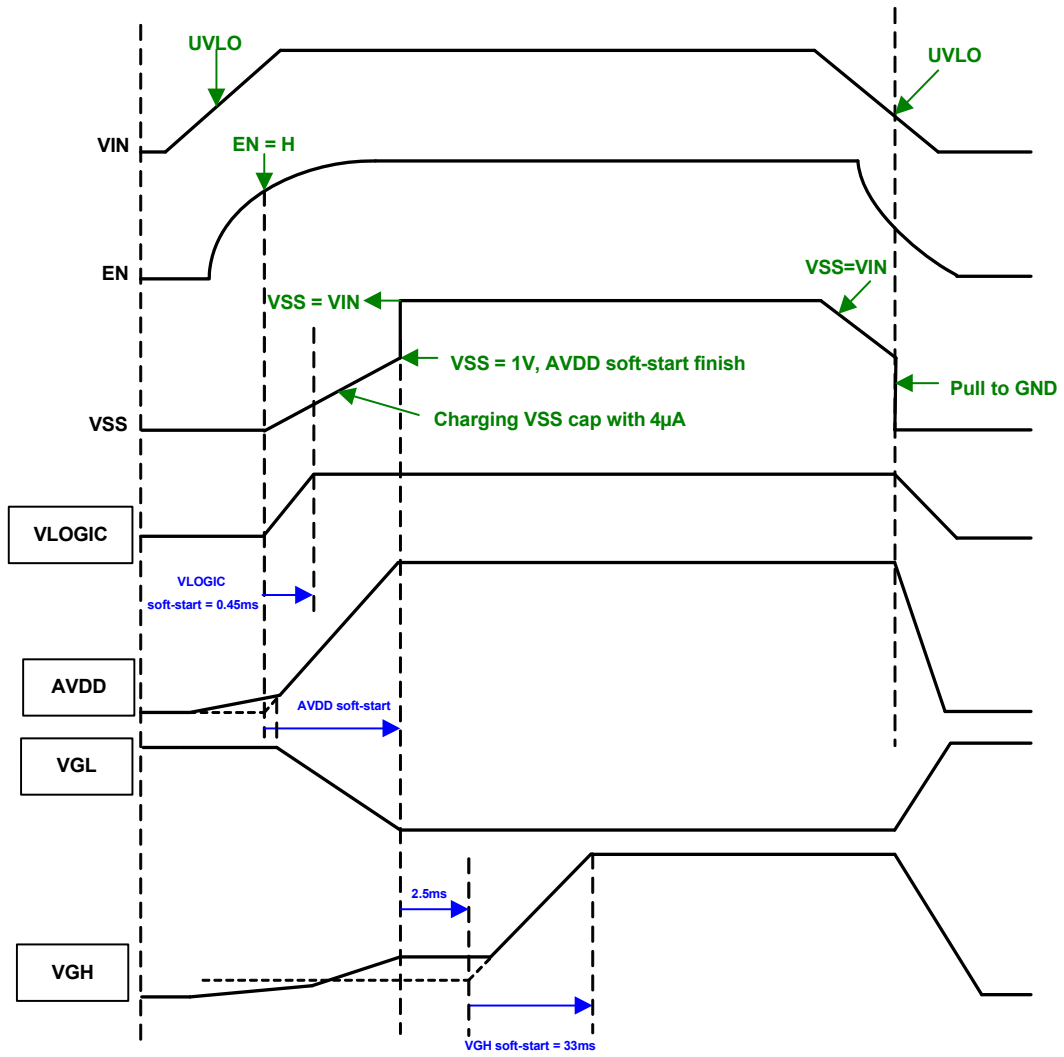 UVLO
UVLO
VIN
EN = H
EN
VSS=VIN
VSS = VIN
VSS = 1V, AVDD soft-start finish
Pull to GND
Charging VSS cap with 4µA
VSS
VLOGIC
VLOGIC
soft-start = 0.45ms
AVDD
AVDD soft-start
VGL
2.5ms
VGH
VGH soft-start = 33ms